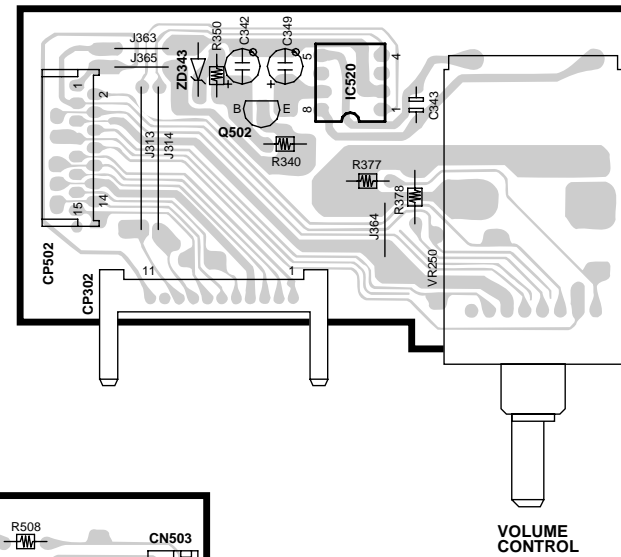 J363
J365
ZD343
R350
C342
C349
IC520
5
4
8
1
C343
B
E
Q502
R340
1
2
J313
J314
15
14
CP502
R377
R378
J364
VR250
CP302
11
1
R508
CN503
VOLUME
CONTROL